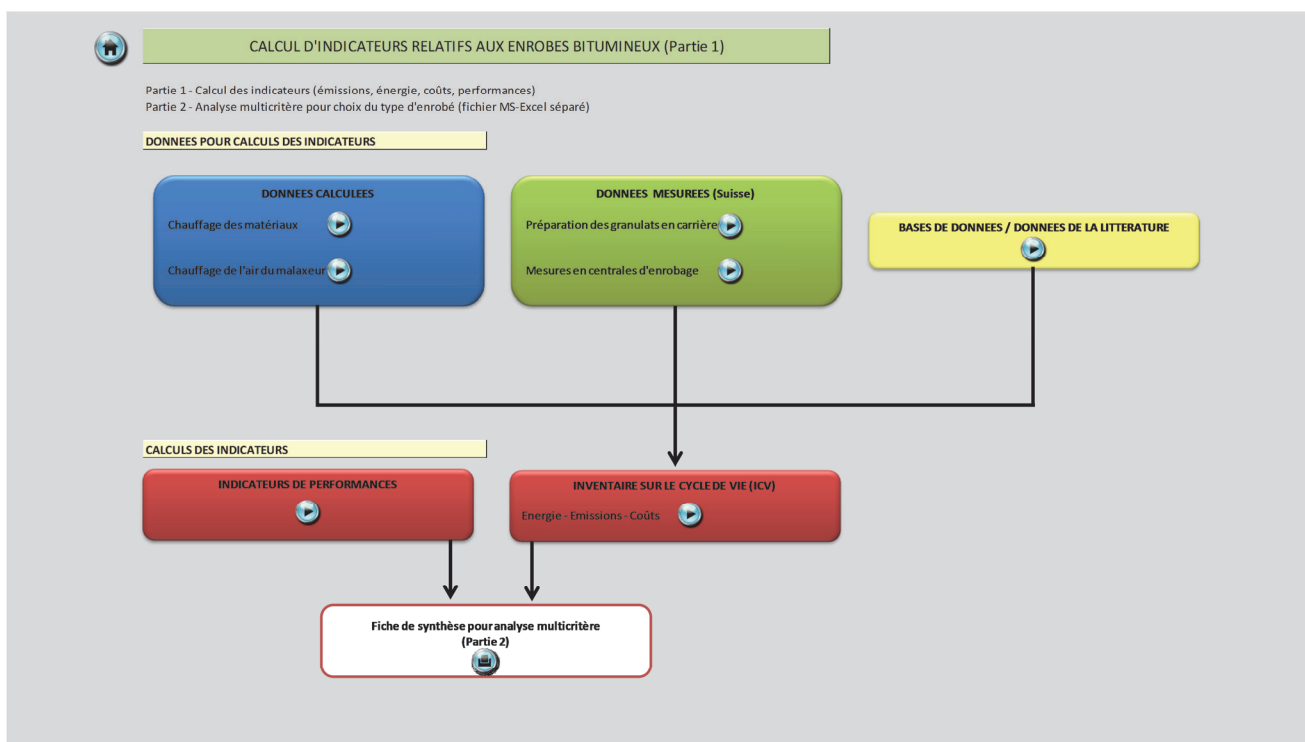 CALCUL D'INDICATEURS RELATIFS AUX ENROBES BITUMINEUX (Partie 1)
Partie 1 - Calcul des indicateurs (émissions, énergie, coûts, performances)
Partie 2 - Analyse multicritère pour choix du type d'enrobé (fichier MS-Excel séparé)
DONNEES POUR CALCULS DES INDICATEURS
DONNEES CALCULEES
Chauffage des matériaux
Chauffage de l'air du malaxeur
DONNEES MESUREES (Suisse)
Préparation des granulats en carrière
Mesures en centrales d'enrobage
BASES DE DONNEES / DONNEES DE LA LITTERATURE
CALCULS DES INDICATEURS
INDICATEURS DE PERFORMANCES
INVENTAIRE SUR LE CYCLE DE VIE (ICV)
Energie - Emissions - Coûts
Fiche de synthèse pour analyse multicritère
(Partie 2)